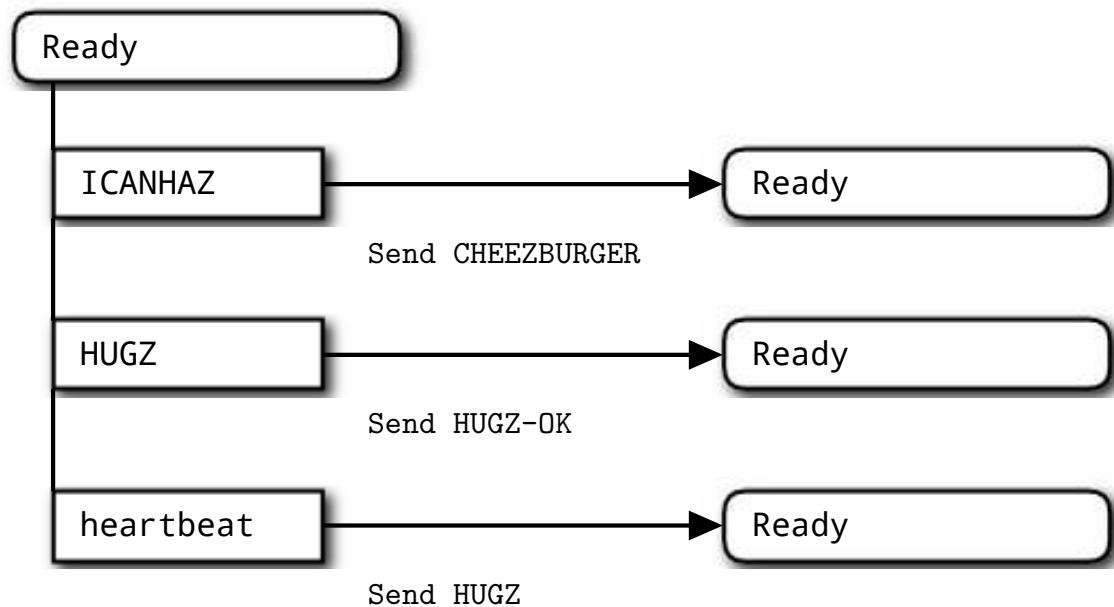 Ready
ICANHAZ
Ready
Send CHEEZBURGER
HUGZ
Ready
Send HUGZ-OK
heartbeat
Ready
Send HUGZ